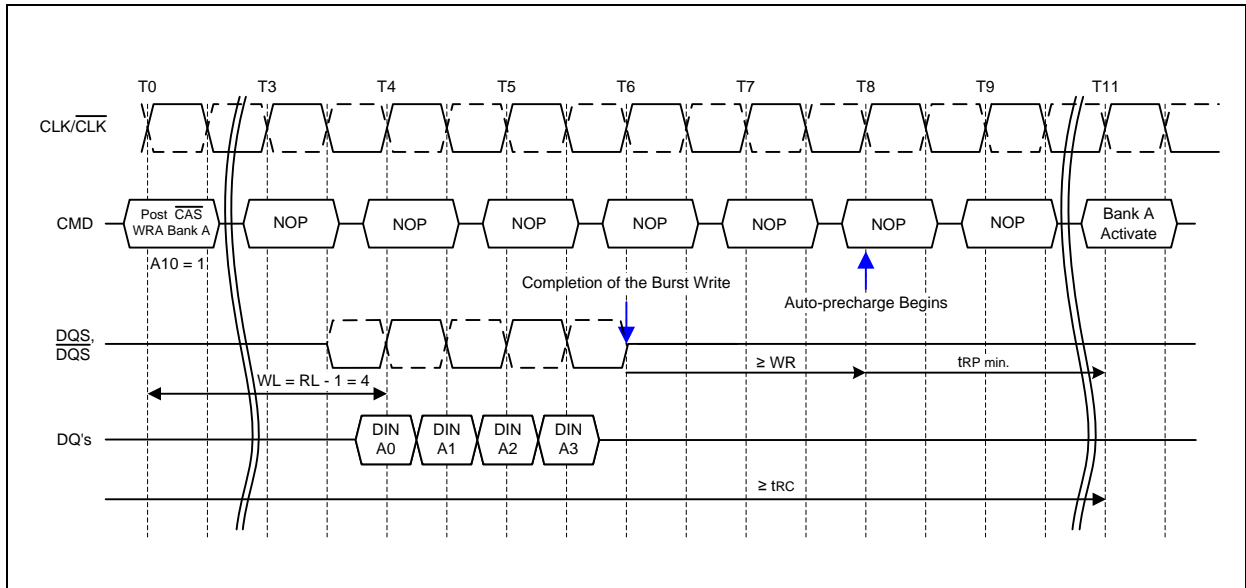 T0 T3 T4 T5 T6 T7 T8 T9 T11
CLK/CLK
CMD
Post CAS
WRA Bank A
NOP NOP NOP NOP NOP NOP NOP
Bank A
Activate
A10 = 1
Completion of the Burst Write
Auto-precharge Begins
DQS,
DQS
≥ WR
tRP min.
WL = RL - 1 = 4
DQ's
DIN
A0
DIN
A1
DIN
A2
DIN
A3
≥ tRC